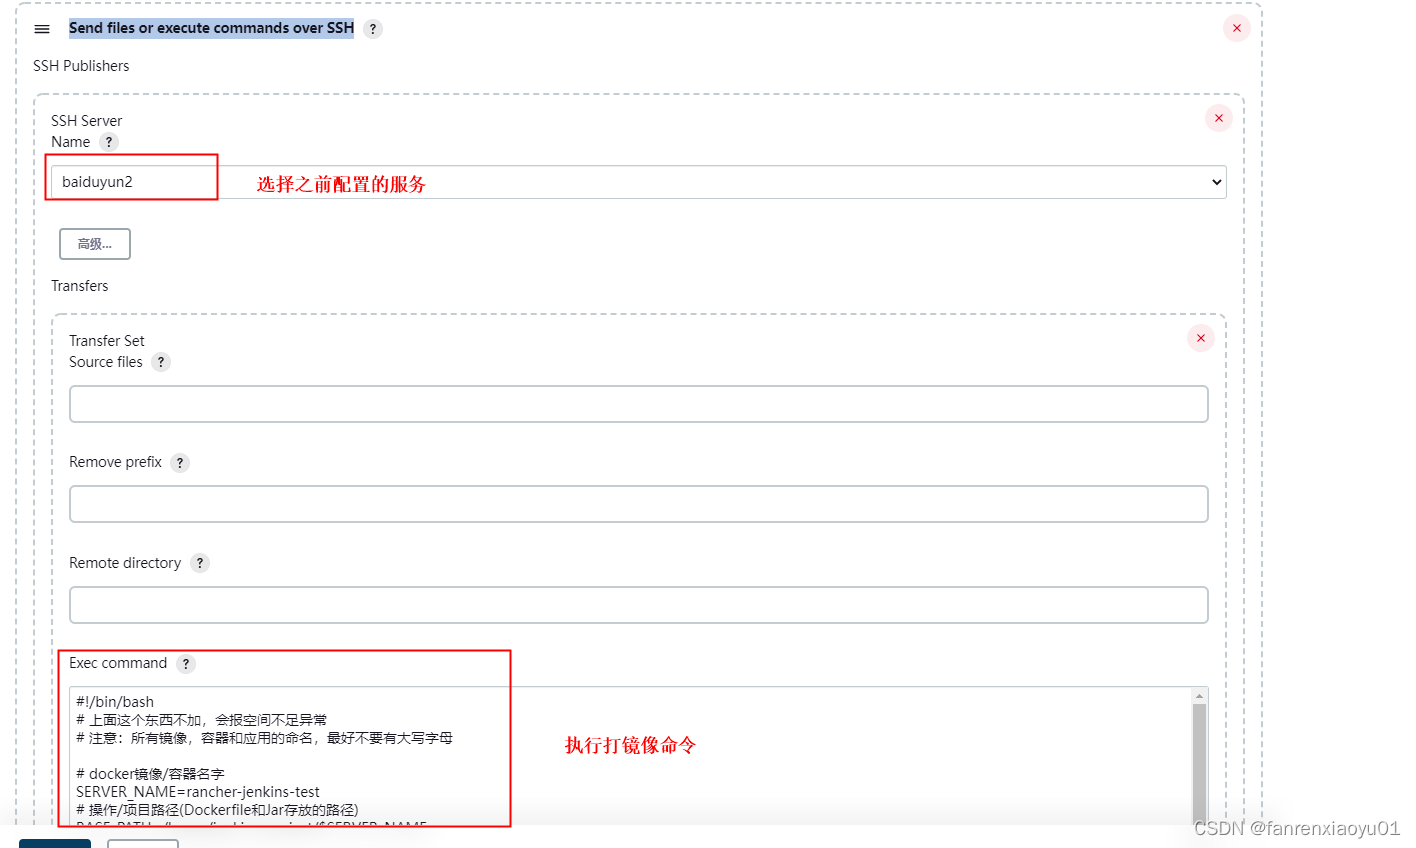 Send files or execute commands over SSH ?
SSH Publishers
SSH Server
Name ?
baiduyun2
选择之前配置的服务
高级...
Transfers
Transfer Set
Source files ?
Remove prefix ?
Remote directory ?
Exec command ?
#!/bin/bash
# 上面这个东西不加，会报空间不足异常
# 注意：所有镜像，容器和应用的命名，最好不要有大写字母
执行打镜像命令
# docker镜像/容器名字
SERVER_NAME=rancher-jenkins-test
# 操作/项目路径(Dockerfile和Jar存放的路径)
CSDN @fanrenxiaoyu01